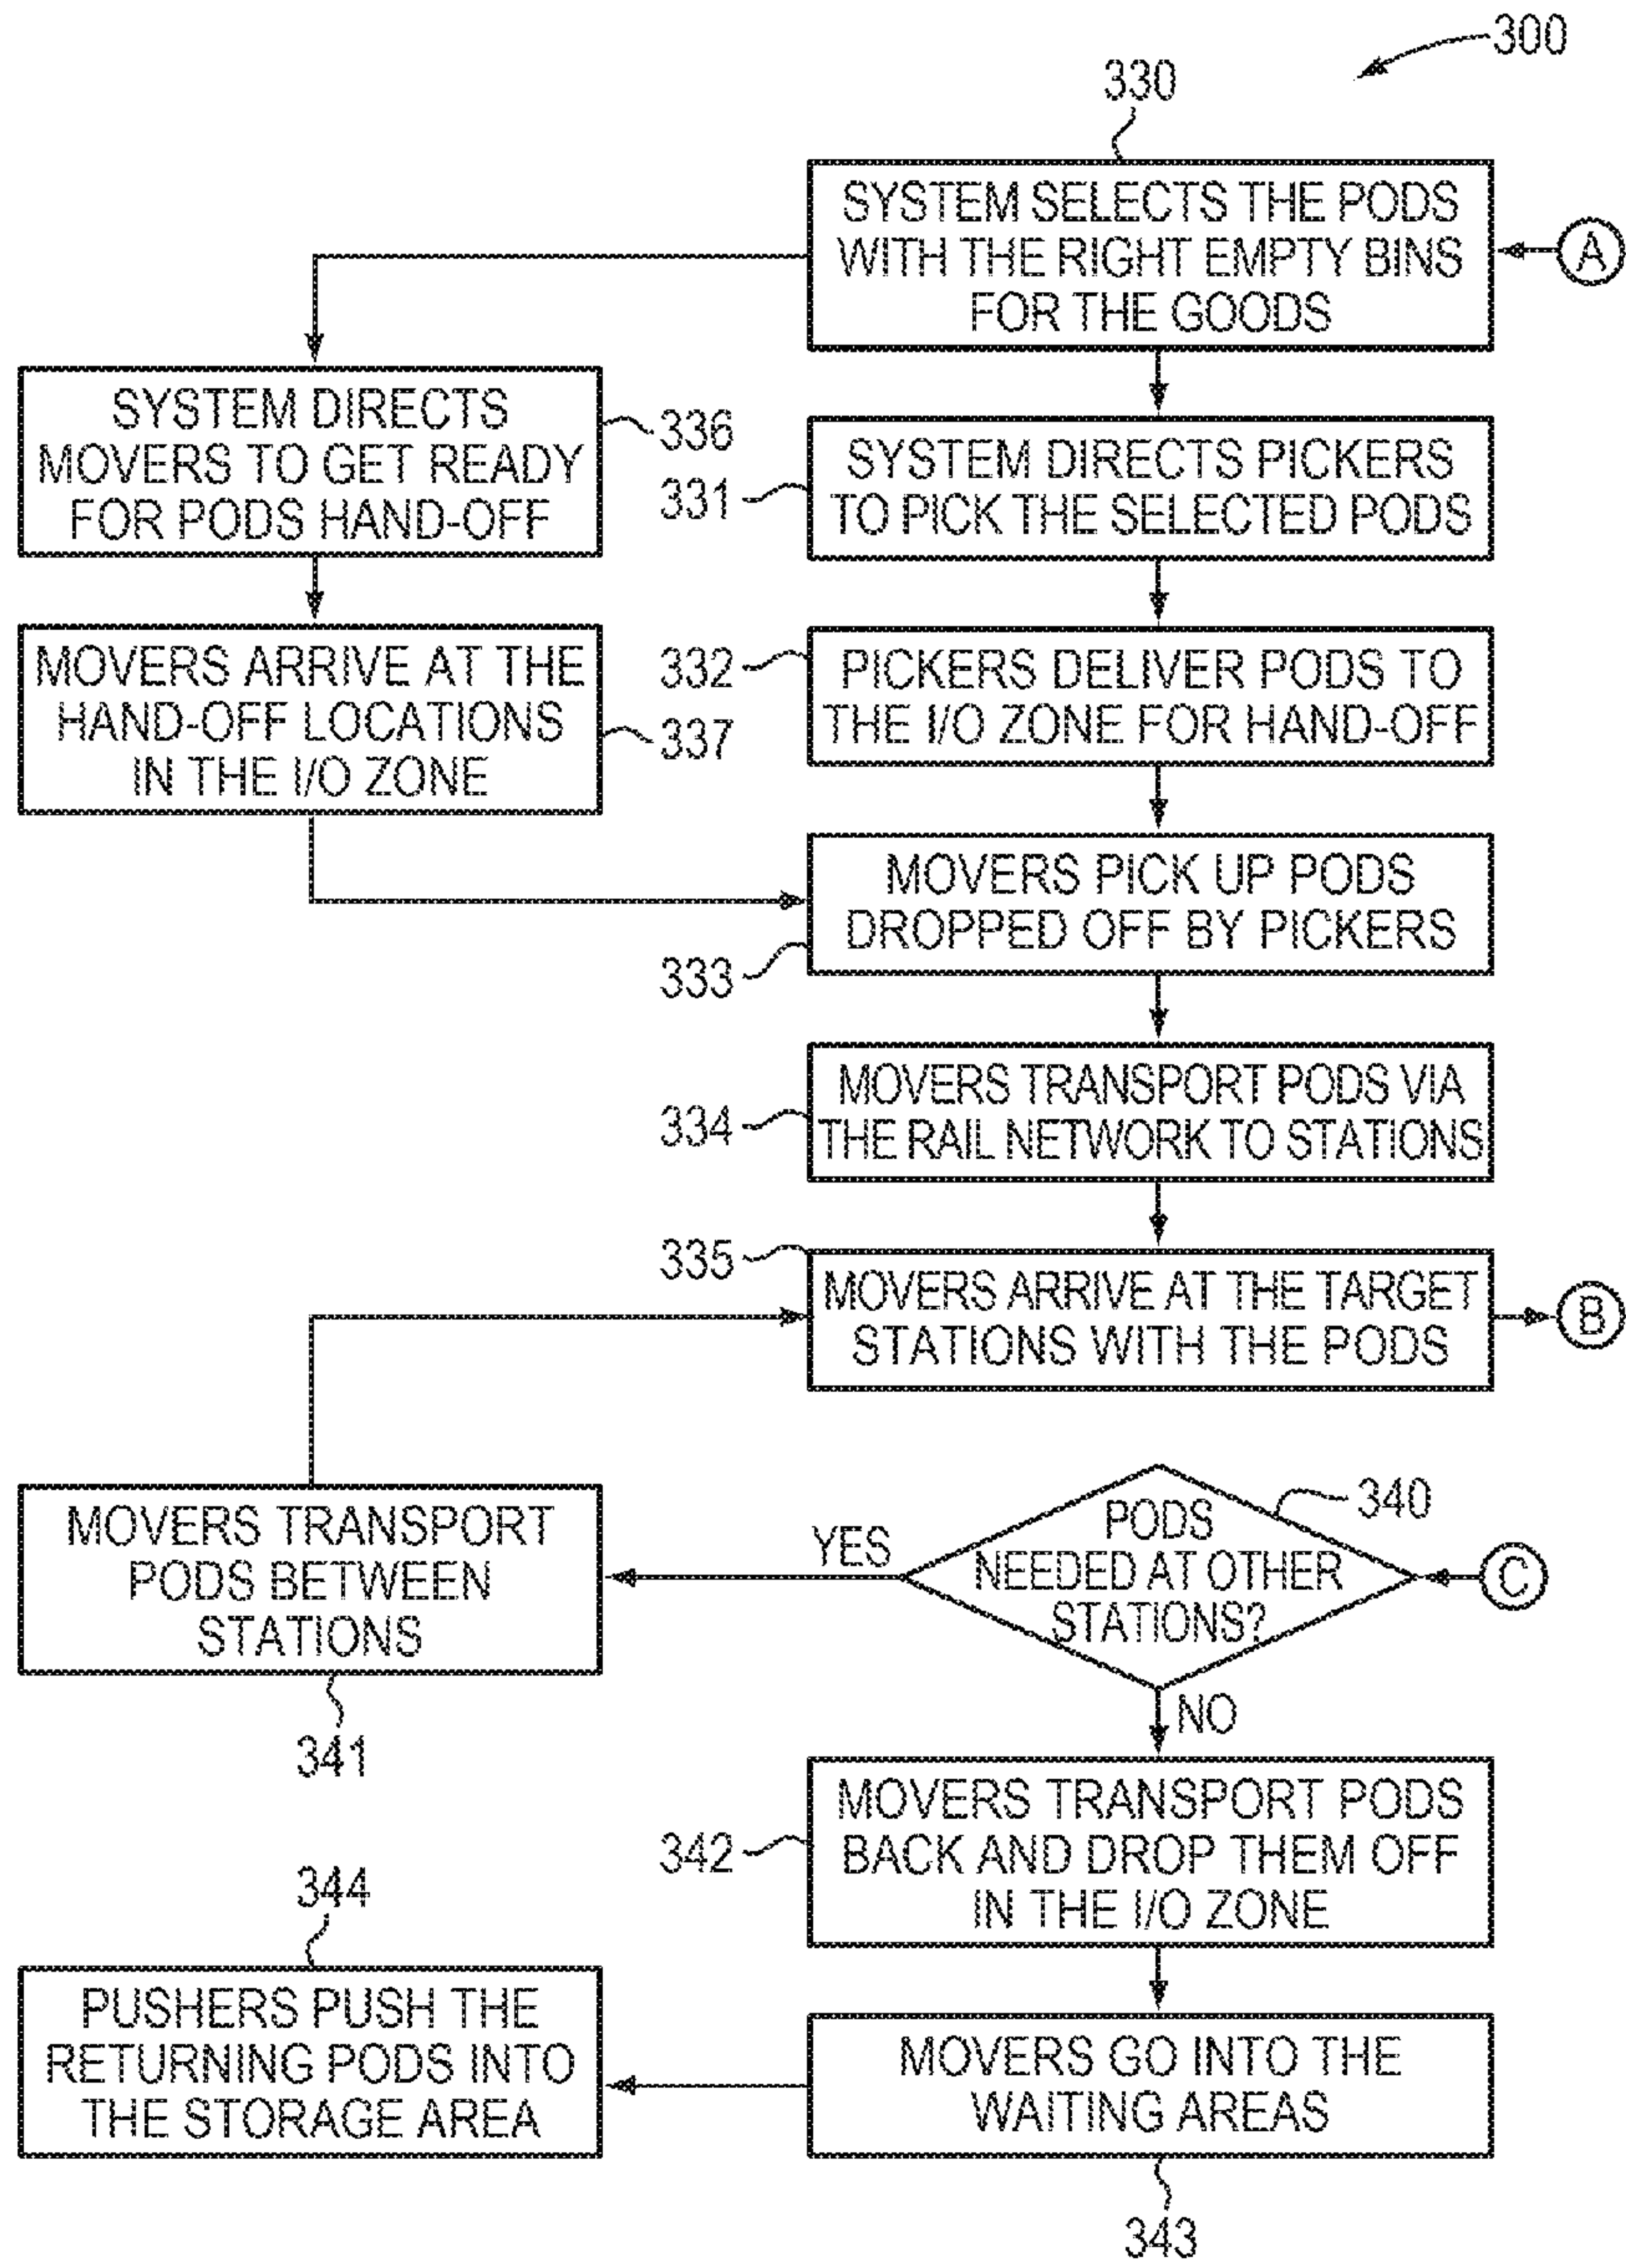 300
330
SYSTEM SELECTS THE PODS
WITH THE RIGHT EMPTY BINS
FOR THE GOODS
A
SYSTEM DIRECTS
MOVERS TO GET READY
FOR PODS HAND-OFF
336
331
SYSTEM DIRECTS PICKERS
TO PICK THE SELECTED PODS
MOVERS ARRIVE AT THE
HAND-OFF LOCATIONS
IN THE I/O ZONE
337
332
PICKERS DELIVER PODS TO
THE I/O ZONE FOR HAND-OFF
MOVERS PICK UP PODS
DROPPED OFF BY PICKERS
333
MOVERS TRANSPORT PODS VIA
THE RAIL NETWORK TO STATIONS
334
335
MOVERS ARRIVE AT THE TARGET
STATIONS WITH THE PODS
B
MOVERS TRANSPORT
PODS BETWEEN
STATIONS
341
YES
PODS
NEEDED AT OTHER
STATIONS?
340
C
NO
342
MOVERS TRANSPORT PODS
BACK AND DROP THEM OFF
IN THE I/O ZONE
344
PUSHERS PUSH THE
RETURNING PODS INTO
THE STORAGE AREA
MOVERS GO INTO THE
WAITING AREAS
343